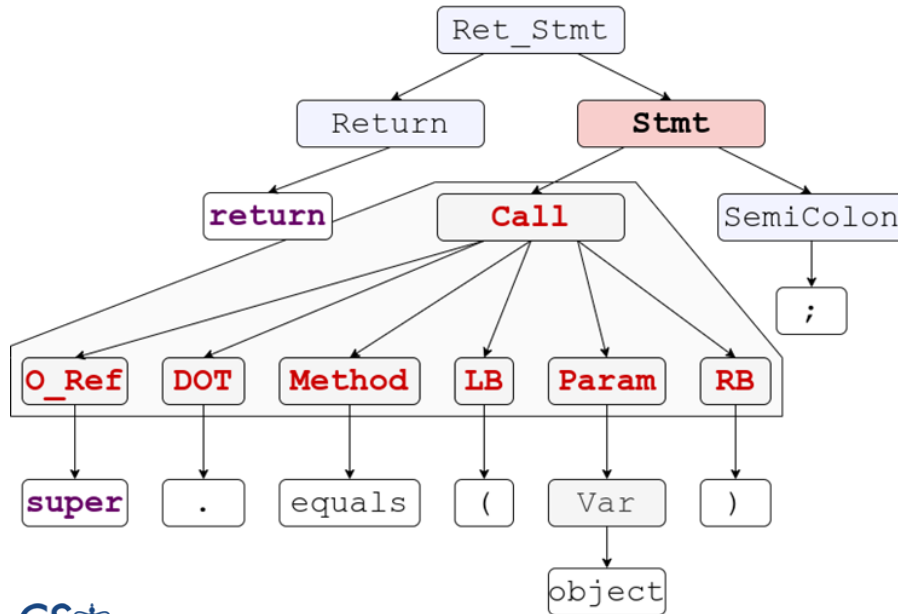 Ret_Stmt
Return
Stmt
return
Call
SemiColon
;
O_Ref
DOT
Method
LB
Param
RB
super
.
equals
(
Var
)
object